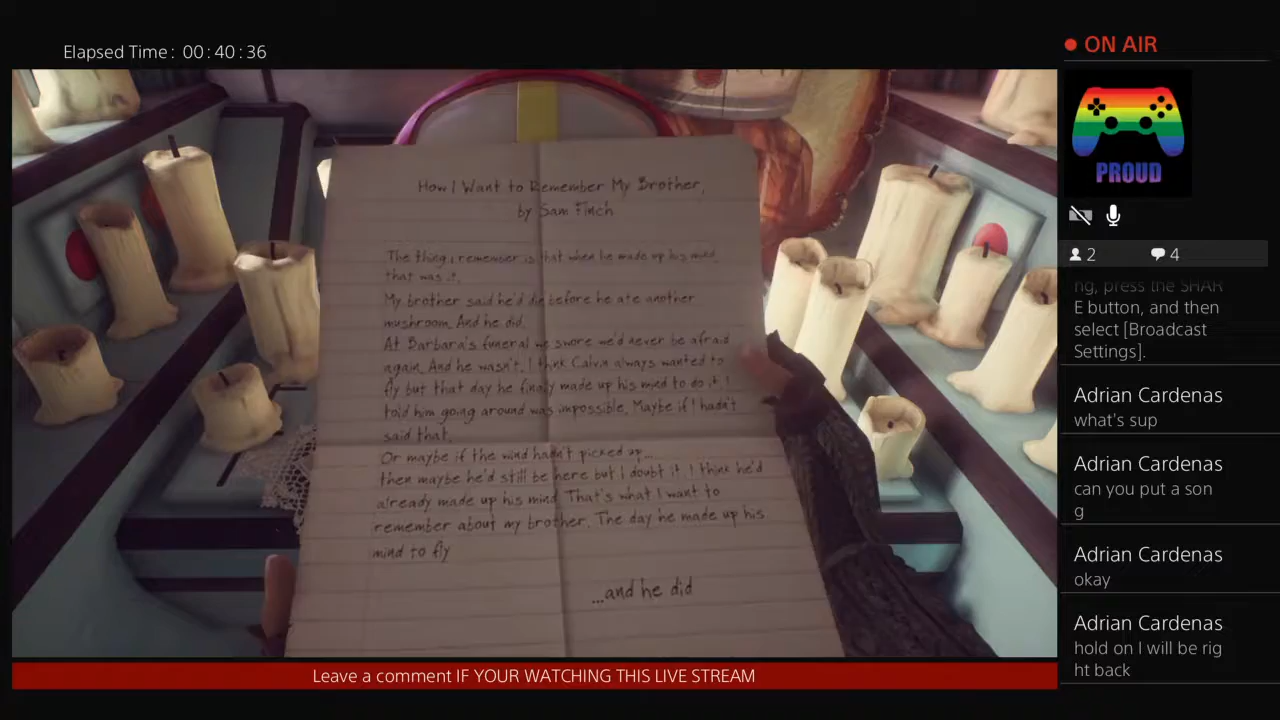 Elapsed Time: 00:40:36
ON AIR
PROUD
2
4
How I Want to Remember My Brother,
by Sam Finch
The thing I remember is that when he made up his mind
that was it.
My brother said he'd die before he ate another
mushroom. And he did.
At Barbara's funeral we swore we'd never be afraid
again. And he wasn't. I think Calvin always wanted to
fly but that day he finally made up his mind to do it. I
told him going around was impossible. Maybe if I hadn't
said that.
Or maybe if the wind hadn't picked up...
then maybe he'd still be here but I doubt it. I think he'd
already made up his mind. That's what I want to
remember about my brother. The day he made up his
mind to fly
...and he did
ng, press the SHAR
E button, and then
select [Broadcast
Settings].
Adrian Cardenas
what's sup
Adrian Cardenas
can you put a son
g
Adrian Cardenas
okay
Adrian Cardenas
hold on I will be rig
ht back
Leave a comment IF YOUR WATCHING THIS LIVE STREAM